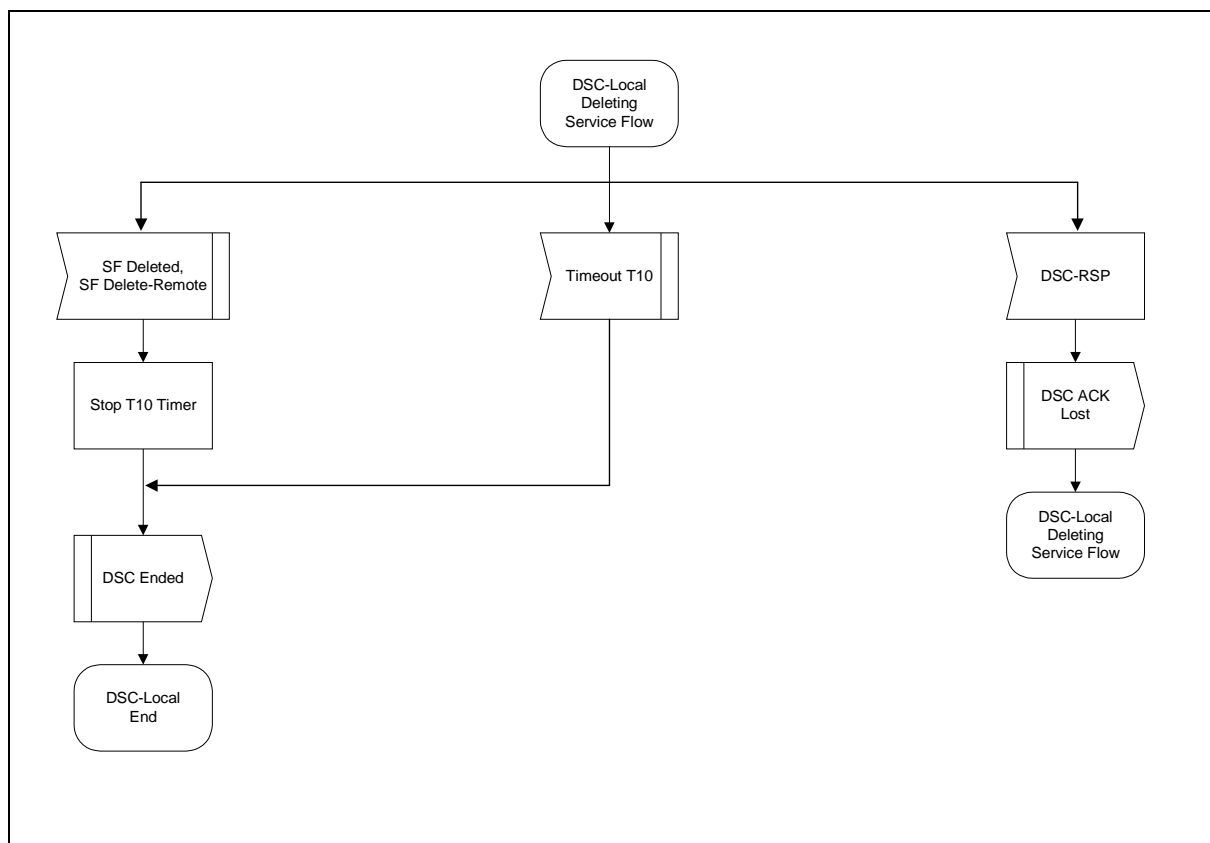 DSC-Local
Deleting
Service Flow
SF Deleted,
SF Delete-Remote
Timeout T10
DSC-RSP
Stop T10 Timer
DSC ACK
Lost
DSC-Local
Deleting
Service Flow
DSC Ended
DSC-Local
End